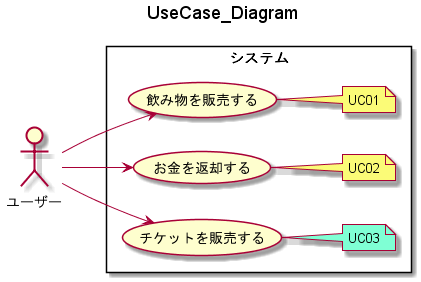 UseCase_Diagram
システム
飲み物を販売する
UC01
お金を返却する
UC02
ユーザー
チケットを販売する
UC03